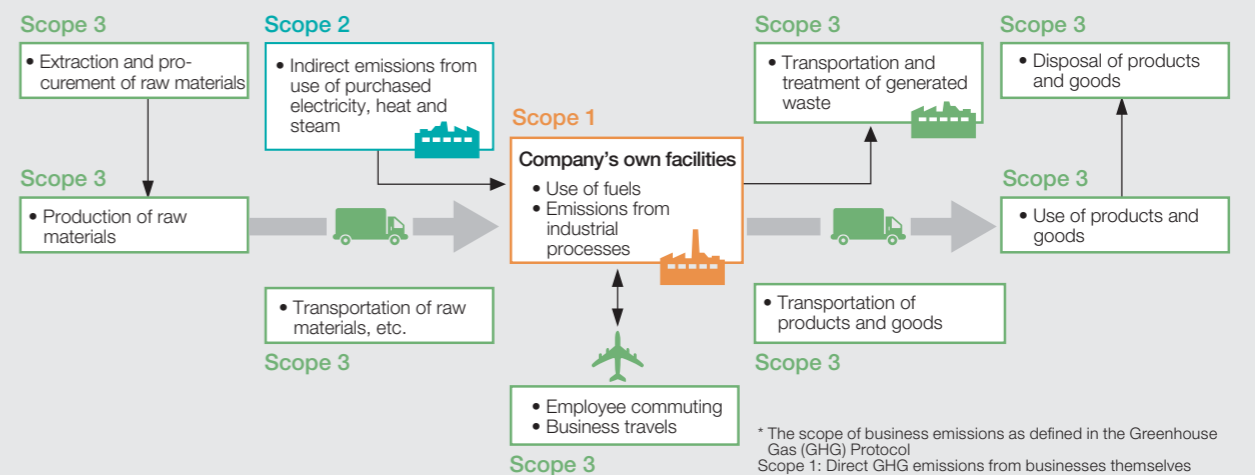 Scope 3
• Extraction and pro-
curement of raw materials
Scope 3
• Production of raw
materials
Scope 2
• Indirect emissions from
use of purchased
electricity, heat and
steam
• Transportation of raw
materials, etc.
Scope 3
Scope 1
Company's own facilities
• Use of fuels
• Emissions from
industrial
processes
• Employee commuting
• Business travels
Scope 3
Scope 3
• Transportation and
treatment of generated
waste
• Transportation of
products and goods
Scope 3
Scope 3
• Disposal of products
and goods
Scope 3
• Use of products and
goods
* The scope of business emissions as defined in the Greenhouse
Gas (GHG) Protocol
Scope 1: Direct GHG emissions from businesses themselves